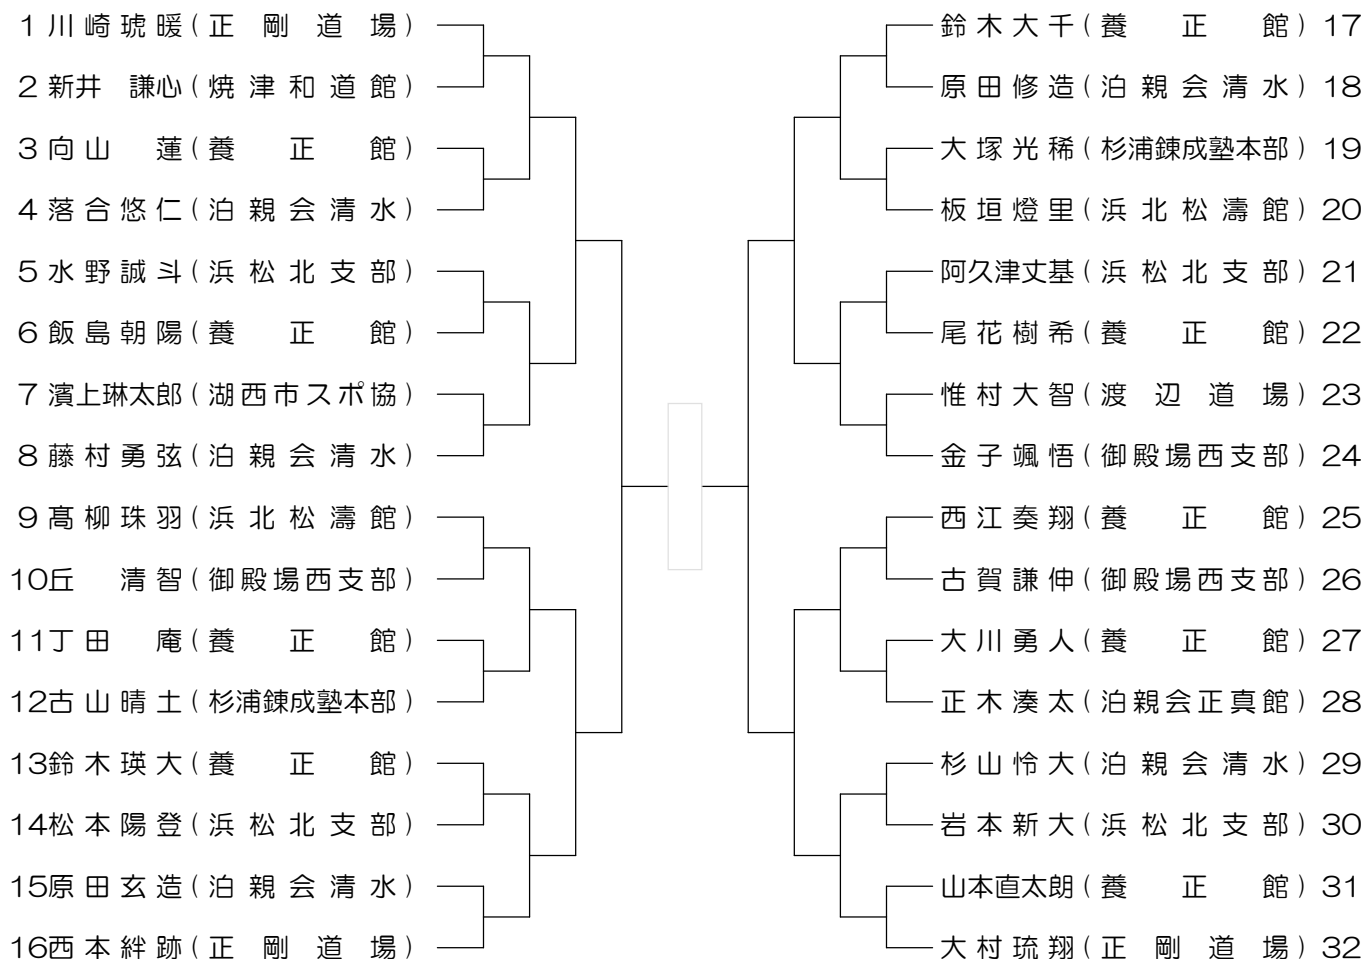 1 川崎琥暖(正剛道場)
2 新井 謙心(焼津和道館)
3 向山 蓮(養正館)
4 落合悠仁(泊親会清水)
5 水野誠斗(浜松北支部)
6 飯島朝陽(養正館)
7 濱上琳太郎(湖西市スポ協)
8 藤村勇弦(泊親会清水)
9 髙柳珠羽(浜北松濤館)
10 丘 清智(御殿場西支部)
11 丁田 庵(養正館)
12 古山晴土(杉浦錬成塾本部)
13 鈴木瑛大(養正館)
14 松本陽登(浜松北支部)
15 原田玄造(泊親会清水)
16 西本絆跡(正剛道場)
鈴木大千(養正館) 17
原田修造(泊親会清水) 18
大塚光稀(杉浦錬成塾本部) 19
板垣燈里(浜北松濤館) 20
阿久津丈基(浜松北支部) 21
尾花樹希(養正館) 22
惟村大智(渡辺道場) 23
金子颯悟(御殿場西支部) 24
西江奏翔(養正館) 25
古賀謙伸(御殿場西支部) 26
大川勇人(養正館) 27
正木湊太(泊親会正真館) 28
杉山怜大(泊親会清水) 29
岩本新大(浜松北支部) 30
山本直太朗(養正館) 31
大村琉翔(正剛道場) 32